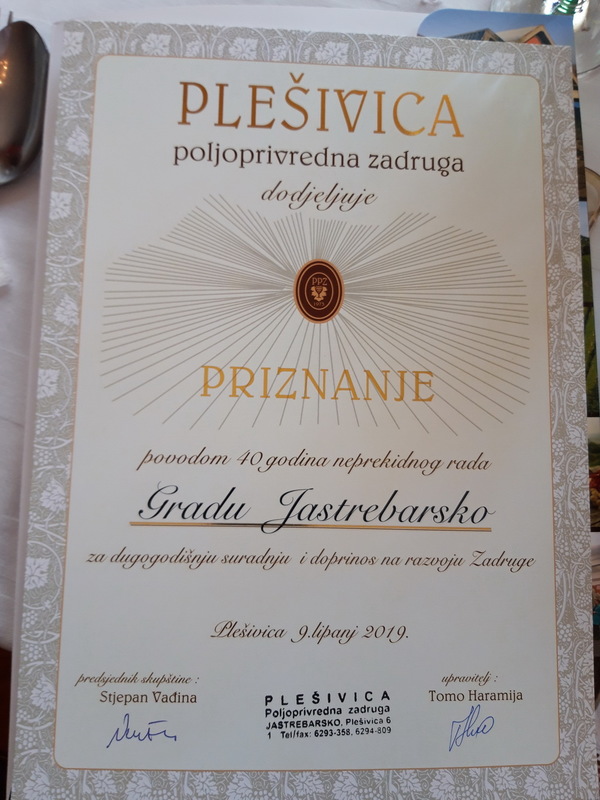 PLEŠIVICA
poljoprivredna zadruga
dodjeljuje
PPZ
PRIZNANJE
povodom 40 godina neprekidnog rada
Gradu Jastrebarsko
za dugogodišnju suradnju i doprinos na razvoju Zadruge
Plešivica 9.lipanj 2019.
predsjednik skupštine :
Stjepan Vađina
PLEŠIVICA
Poljoprivredna zadruga
JASTREBARSKO, Plešivica 6
1 Tel/fax: 6293-358, 6294-809
upravitelj :
Tomo Haramija